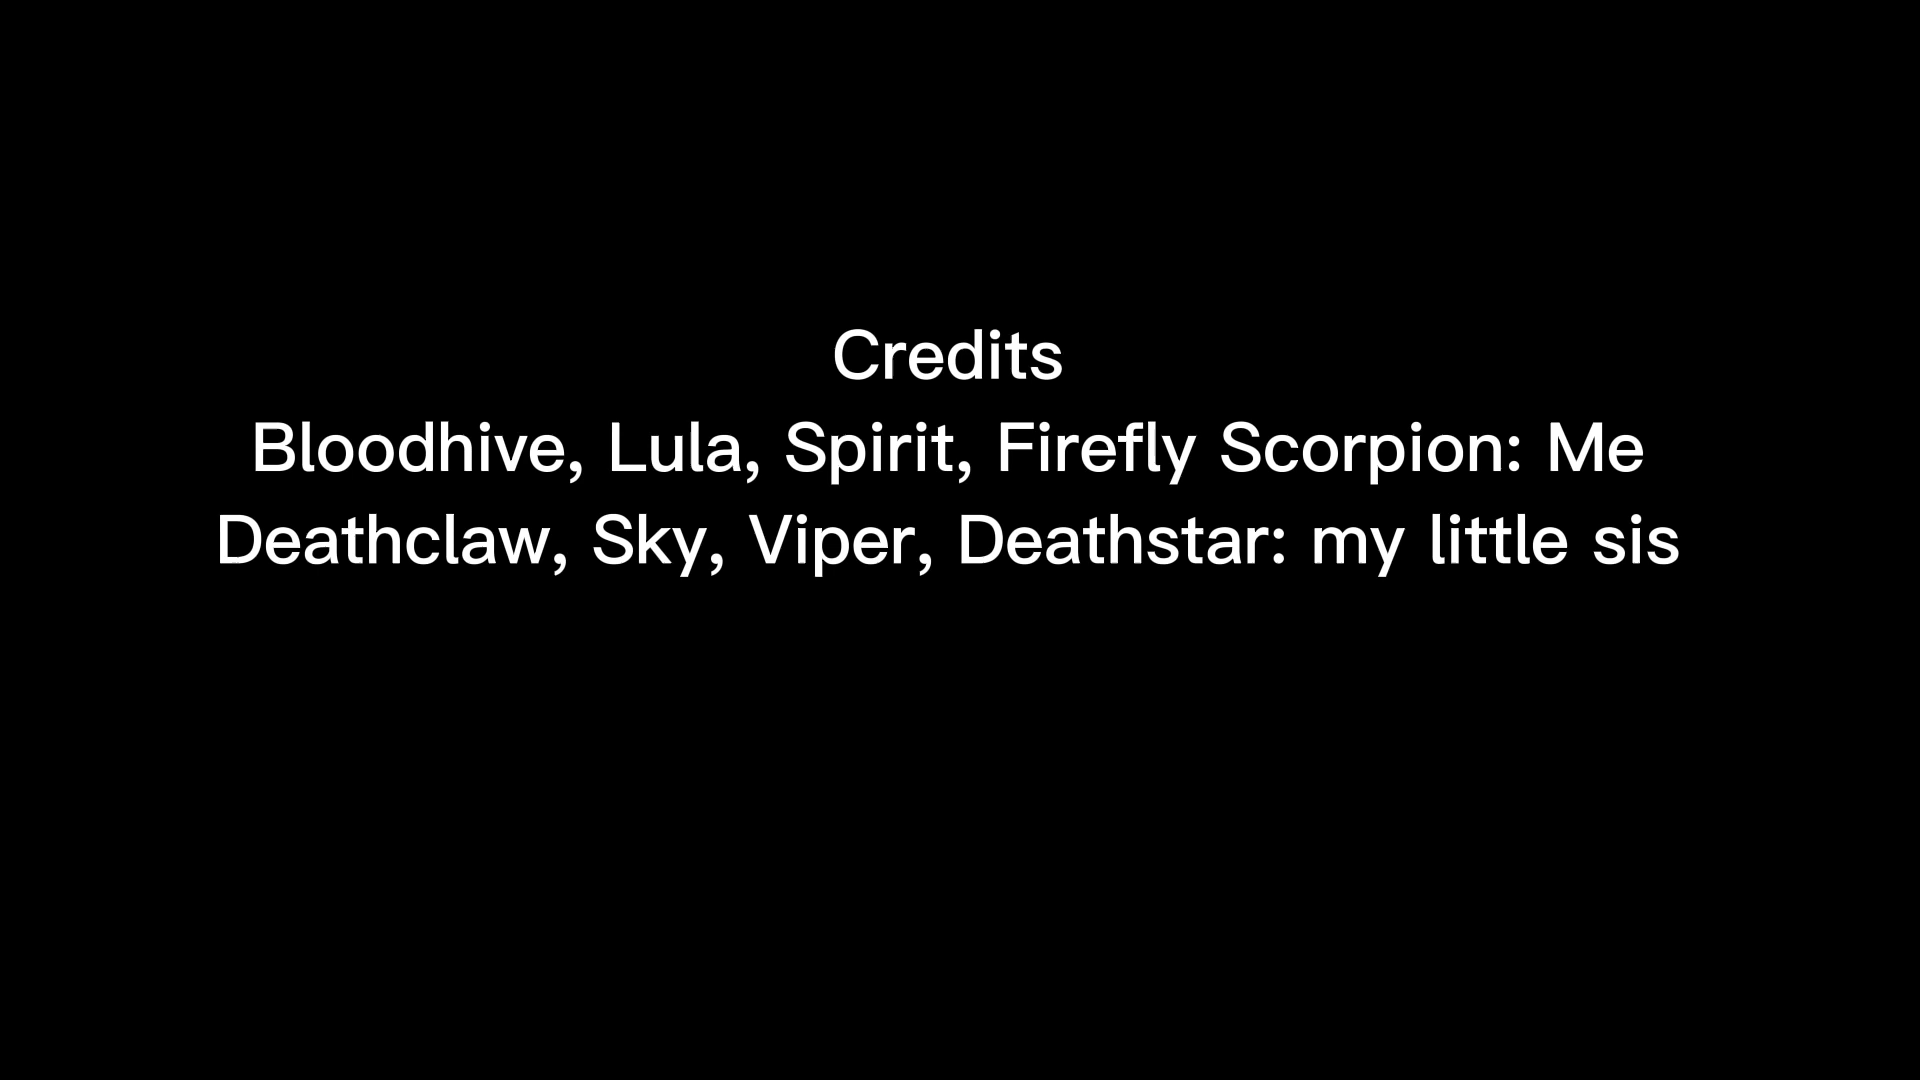 Credits
Bloodhive, Lula, Spirit, Firefly Scorpion: Me
Deathclaw, Sky, Viper, Deathstar: my little sis